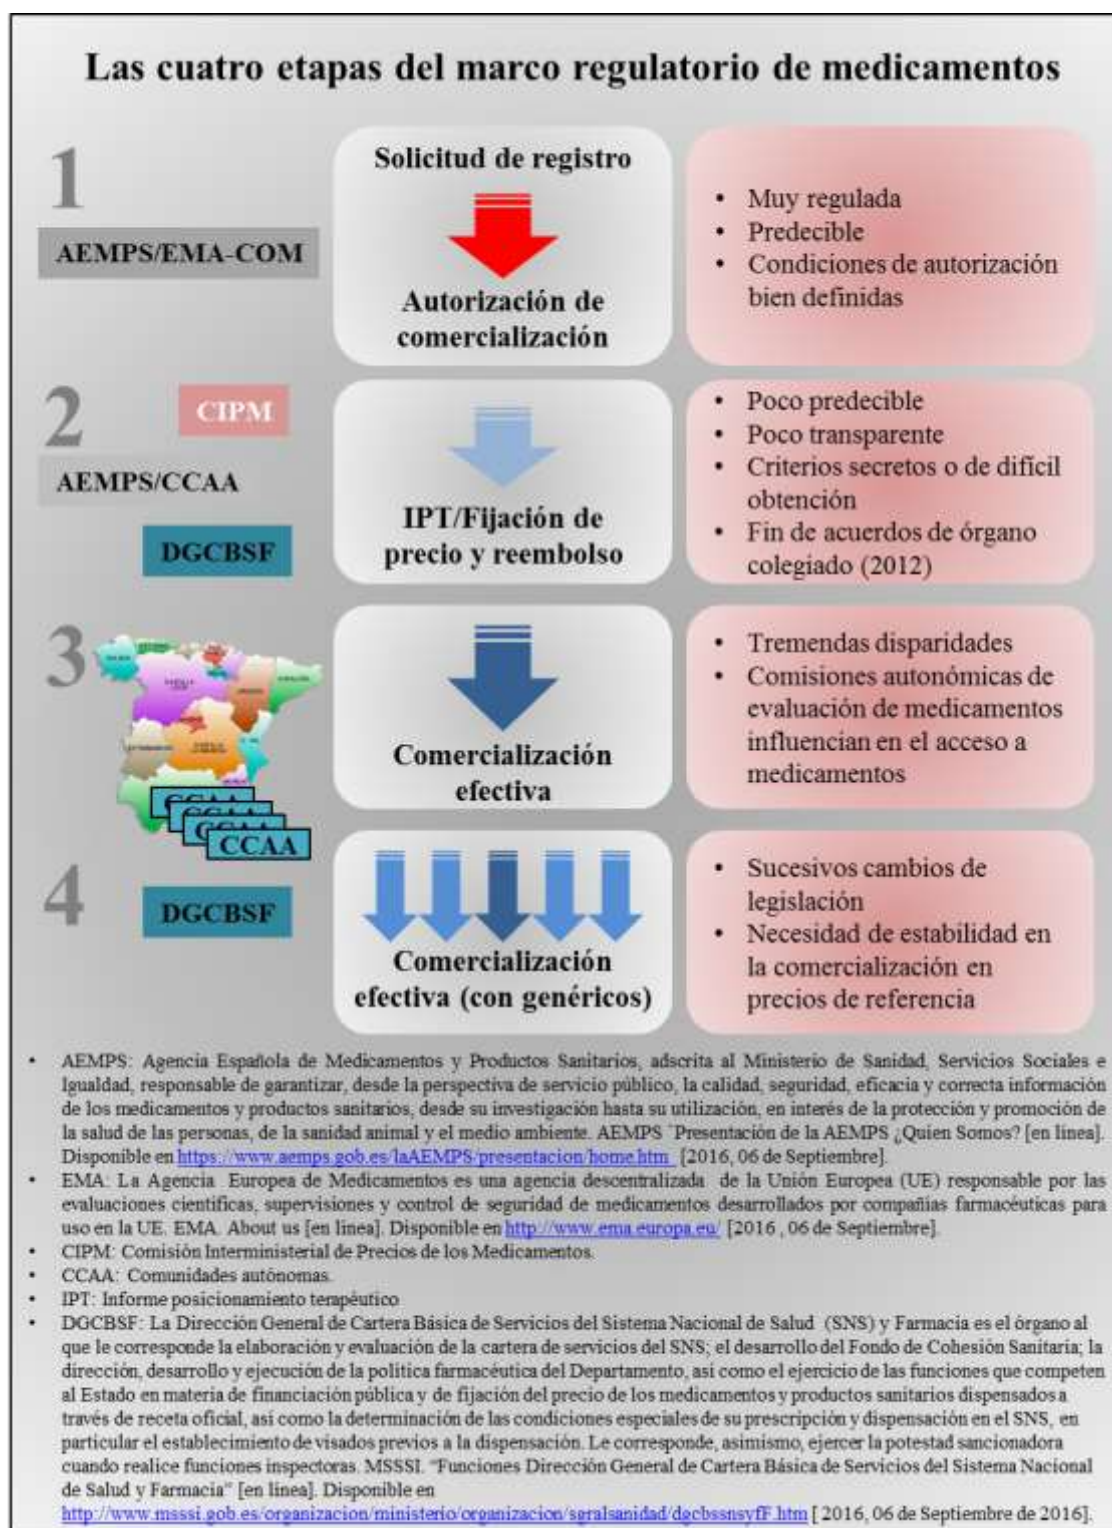 Las cuatro etapas del marco regulatorio de medicamentos
1
AEMPS/EMA-COM
Solicitud de registro
Autorización de
comercialización
• Muy regulada
• Predecible
• Condiciones de autorización
bien definidas
2
CIPM
AEMPS/CCAA
DGCBSF
IPT/Fijación de
precio y reembolso
• Poco predecible
• Poco transparente
• Criterios secretos o de difícil
obtención
• Fin de acuerdos de órgano
colegiado (2012)
3
CCAA
CCAA
CCAA
CCAA
Comercialización
efectiva
• Tremendas disparidades
• Comisiones autonómicas de
evaluación de medicamentos
influencian en el acceso a
medicamentos
4
DGCBSF
Comercialización
efectiva (con genéricos)
• Sucesivos cambios de
legislación
• Necesidad de estabilidad en
la comercialización en
precios de referencia
• AEMPS: Agencia Española de Medicamentos y Productos Sanitarios, adscrita al Ministerio de Sanidad, Servicios Sociales e
Igualdad, responsable de garantizar, desde la perspectiva de servicio público, la calidad, seguridad, eficacia y correcta información
de los medicamentos y productos sanitarios, desde su investigación hasta su utilización, en interés de la protección y promoción de
la salud de las personas, de la sanidad animal y el medio ambiente. AEMPS ¨Presentación de la AEMPS ¿Quien Somos? [en línea].
Disponible en https://www.aemps.gob.es/laAEMPS/presentacion/home.htm [2016, 06 de Septiembre].
• EMA: La Agencia Europea de Medicamentos es una agencia descentralizada de la Unión Europea (UE) responsable por las
evaluaciones científicas, supervisiones y control de seguridad de medicamentos desarrollados por compañías farmacéuticas para
uso en la UE. EMA. About us [en línea]. Disponible en http://www.ema.europa.eu/ [2016 , 06 de Septiembre].
• CIPM: Comisión Interministerial de Precios de los Medicamentos.
• CCAA: Comunidades autónomas.
• IPT: Informe posicionamiento terapéutico
• DGCBSF: La Dirección General de Cartera Básica de Servicios del Sistema Nacional de Salud (SNS) y Farmacia es el órgano al
que le corresponde la elaboración y evaluación de la cartera de servicios del SNS; el desarrollo del Fondo de Cohesión Sanitaria; la
dirección, desarrollo y ejecución de la política farmacéutica del Departamento, así como el ejercicio de las funciones que competen
al Estado en materia de financiación pública y de fijación del precio de los medicamentos y productos sanitarios dispensados a
través de receta oficial, así como la determinación de las condiciones especiales de su prescripción y dispensación en el SNS, en
particular el establecimiento de visados previos a la dispensación. Le corresponde, asimismo, ejercer la potestad sancionadora
cuando realice funciones inspectoras. MSSSI. “Funciones Dirección General de Cartera Básica de Servicios del Sistema Nacional
de Salud y Farmacia” [en línea]. Disponible en
http://www.msssi.gob.es/organizacion/ministerio/organizacion/sgralsanidad/dgcbssnsyfF.htm [ 2016, 06 de Septiembre de 2016].